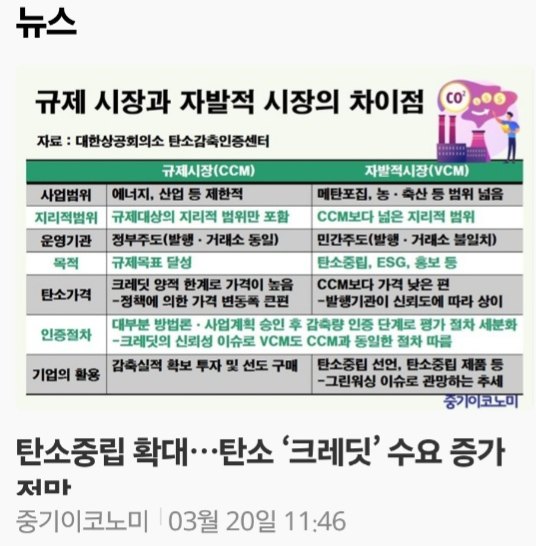 뉴스
규제 시장과 자발적 시장의 차이점
CO²
자료 : 대한상공회의소 탄소감축인증센터
규제시장(CCM) 자발적시장(VCM)
사업범위 에너지, 산업 등 제한적 메탄포집, 농·축산 등 범위 넓음
지리적범위 규제대상의 지리적 범위만 포함 CCM보다 넓은 지리적 범위
운영기관 정부주도(발행·거래소 동일) 민간주도(발행·거래소 불일치)
목적 규제목표 달성 탄소중립, ESG, 홍보 등
탄소가격 크레딧 양적 한계로 가격이 높음 CCM보다 가격 낮은 편
-정책에 의한 가격 변동폭 큰편 -발행기관이 신뢰도에 따라 상이
인증절차 대부분 방법론·사업계획 승인 후 감축량 인증 단계로 평가 절차 세분화
-크레딧의 신뢰성 이슈로 VCM도 CCM과 동일한 절차 따름
기업의 활용 감축실적 확보 투자 및 선도 구매 탄소중립 선언, 탄소중립 제품 등
-그린워싱 이슈로 관망하는 추세
중기이코노미
탄소중립 확대…탄소 ‘크레딧’ 수요 증가
전망
중기이코노미 03월 20일 11:46